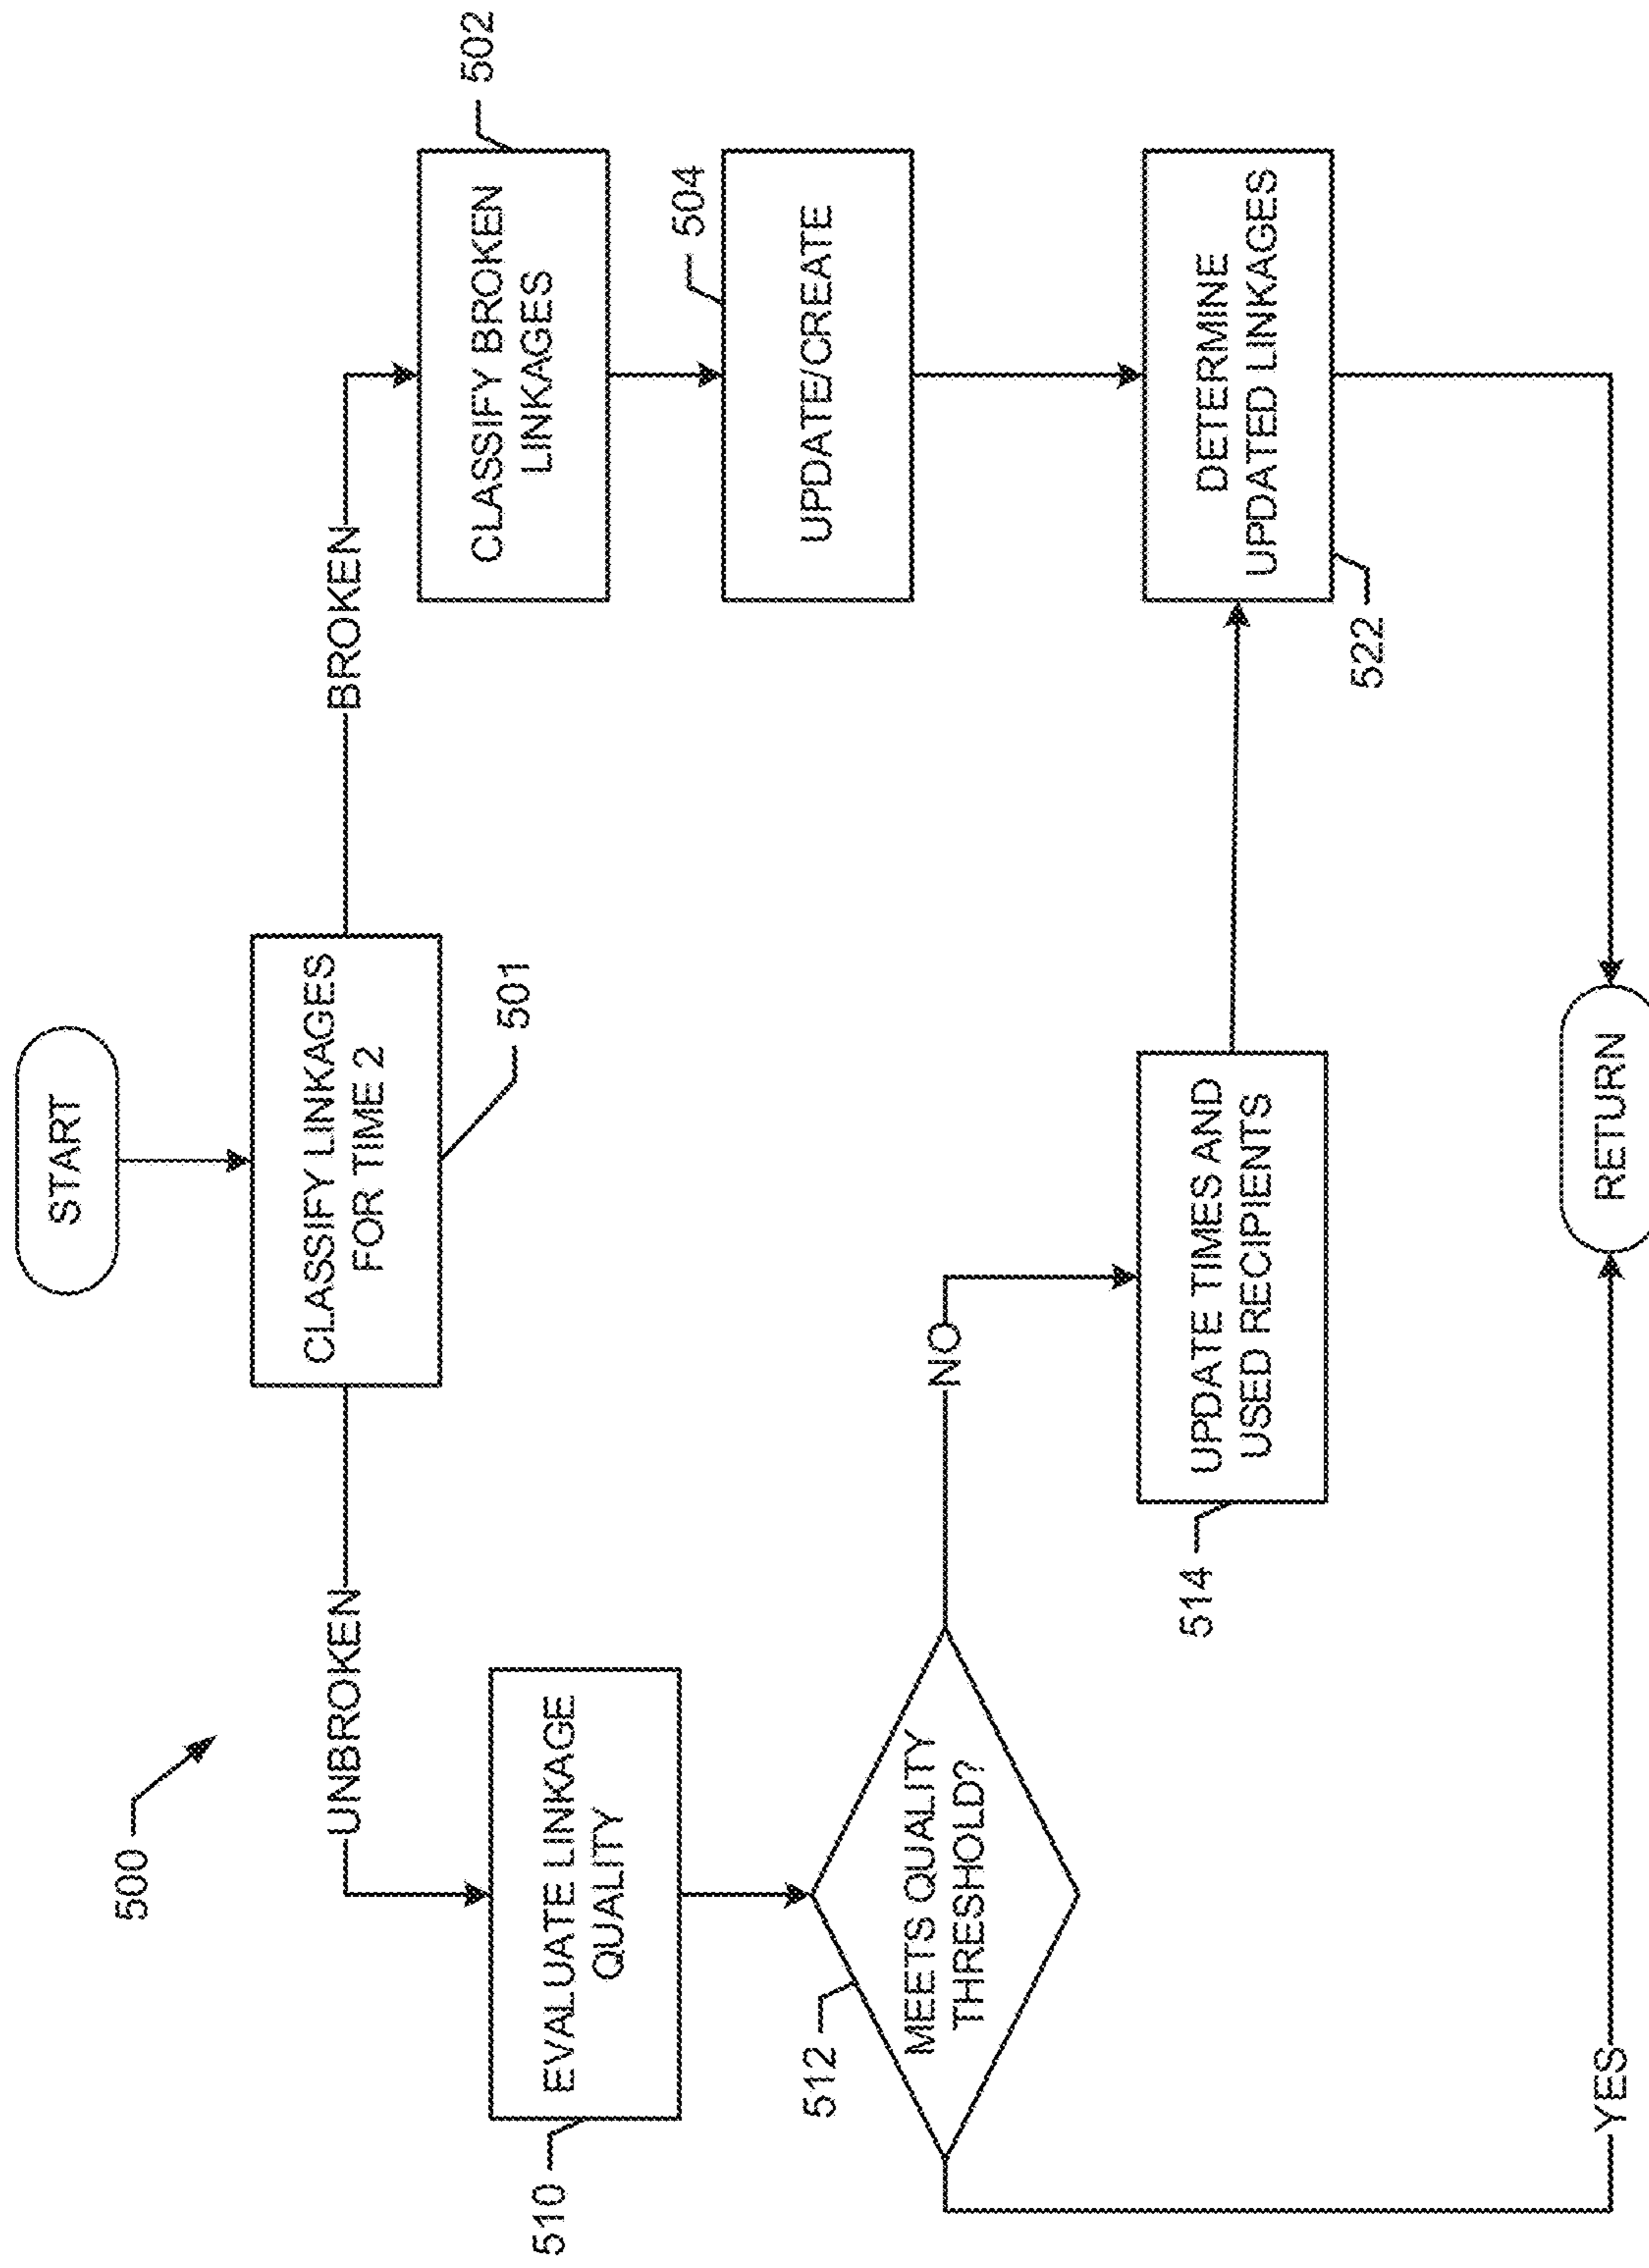 500
START
CLASSIFY LINKAGES
FOR TIME 2
501
UNBROKEN
BROKEN
EVALUATE LINKAGE
QUALITY
510
CLASSIFY BROKEN
LINKAGES
502
UPDATE/CREATE
504
MEETS QUALITY
THRESHOLD?
512
NO
UPDATE TIMES AND
USED RECIPIENTS
514
DETERMINE
UPDATED LINKAGES
522
YES
RETURN